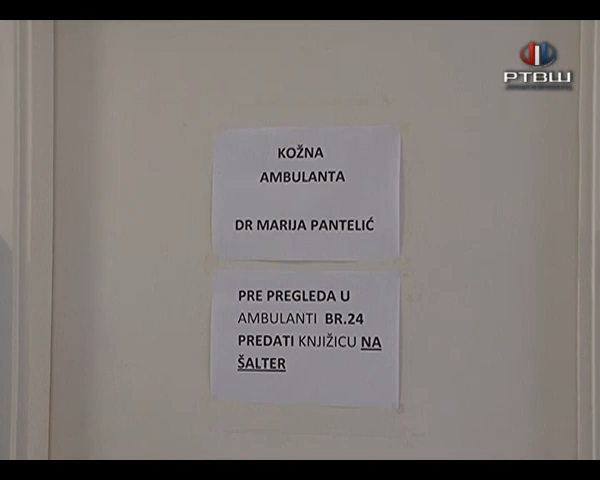 РТВШ
KOŽNA
AMBULANTA
DR MARIJA PANTELIĆ
PRE PREGLEDA U
AMBULANTI BR.24
PREDATI KNJIŽICU NA
ŠALTER